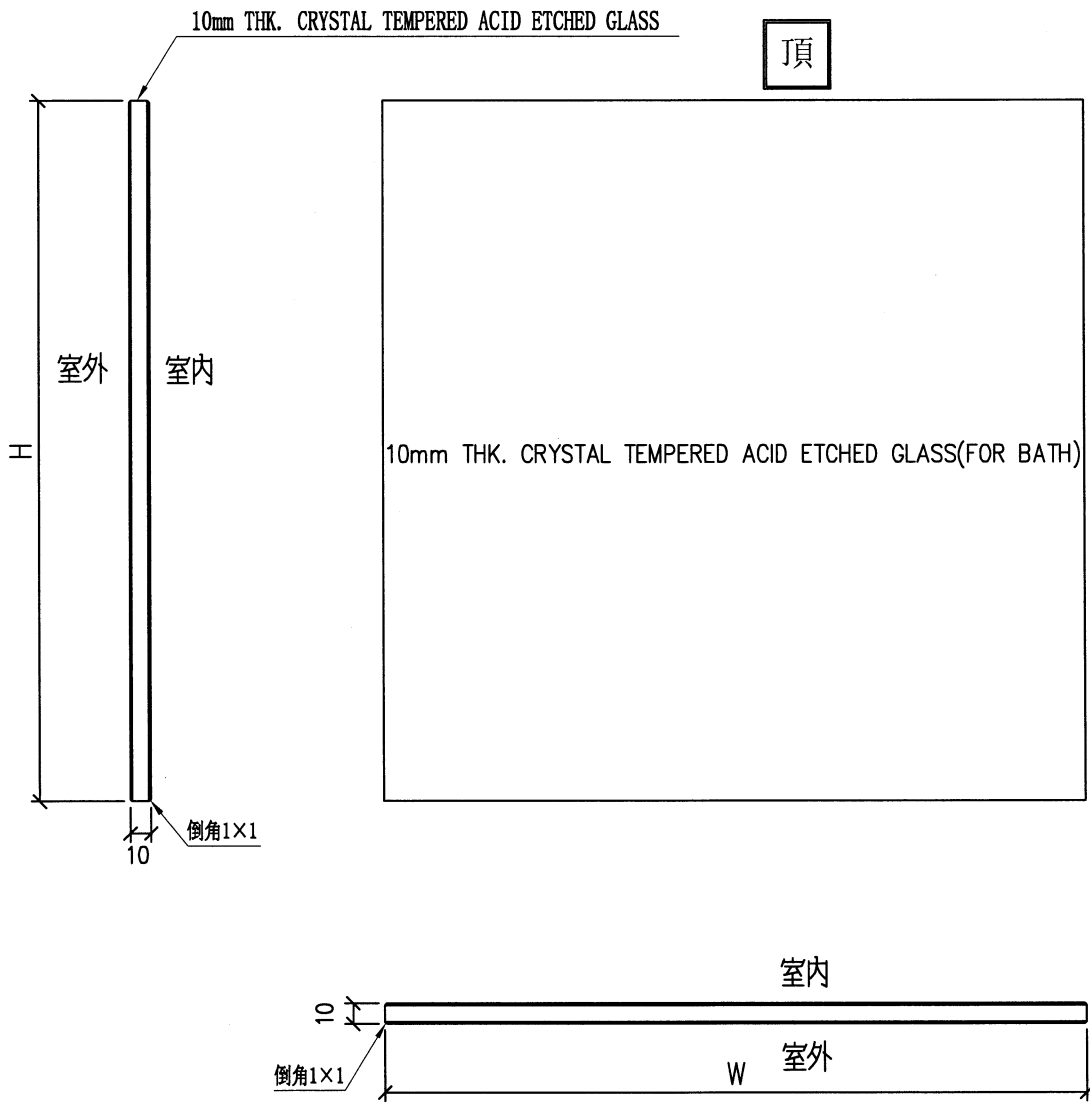 10mm THK. CRYSTAL TEMPERED ACID ETCHED GLASS
頂
室外
室内
H
10mm THK. CRYSTAL TEMPERED ACID ETCHED GLASS(FOR BATH)
倒角1×1
10
室内
10
室外
倒角1×1
W